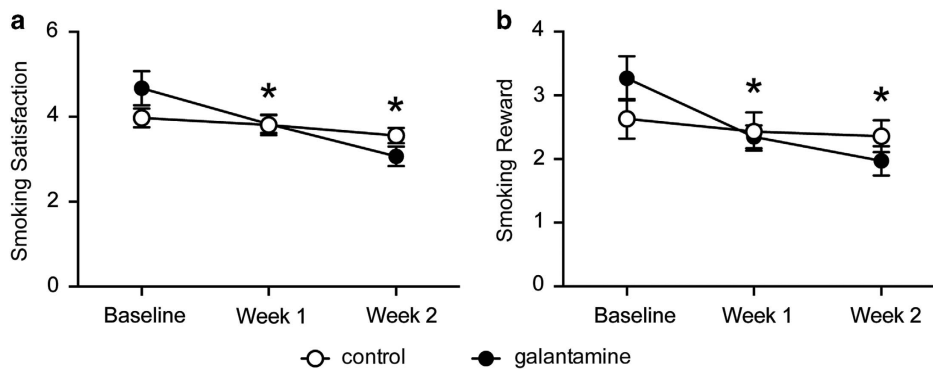 a
Smoking Satisfaction
6
4
2
0
*
*
Baseline Week 1 Week 2
b
Smoking Reward
4
3
2
1
0
*
*
Baseline Week 1 Week 2
control galantamine